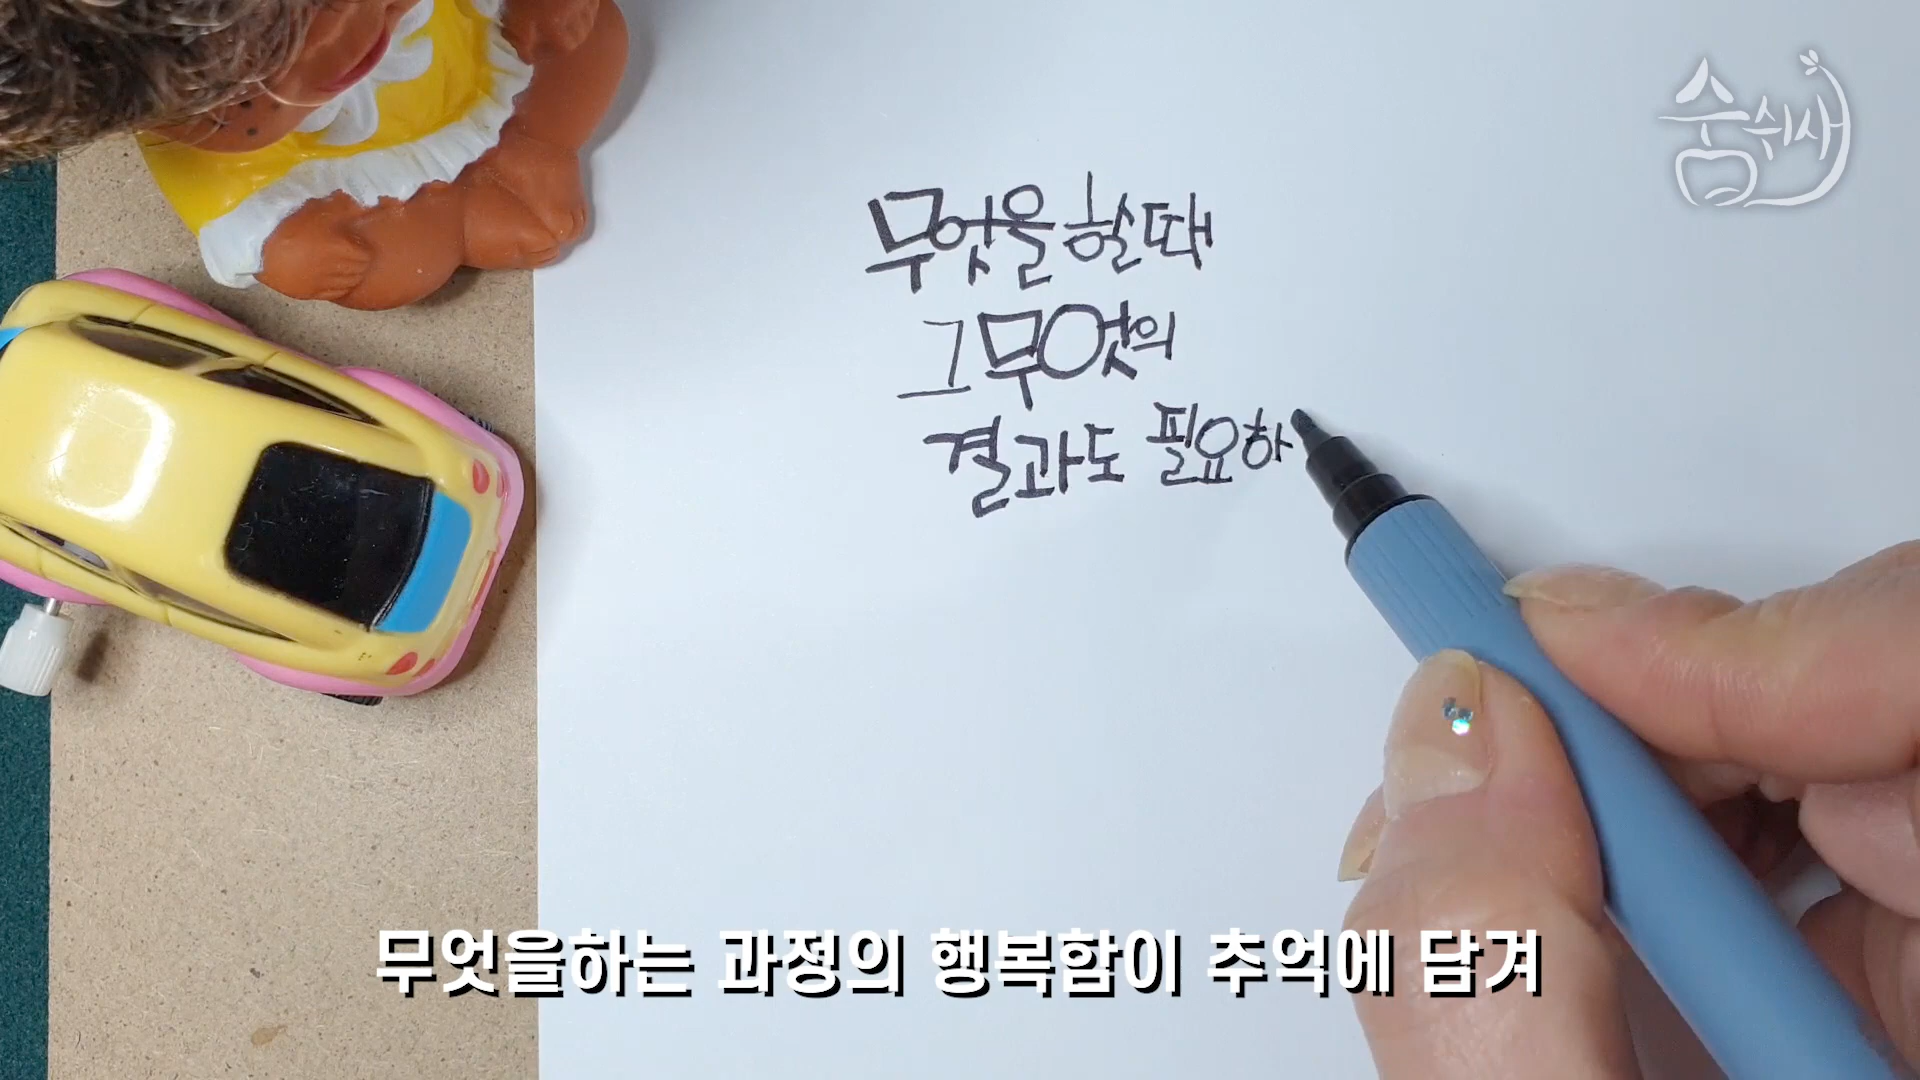 숨쉬새
무엇을 할 때
그 무엇의
결과도 필요하
무엇을하는 과정의 행복함이 추억에 담겨